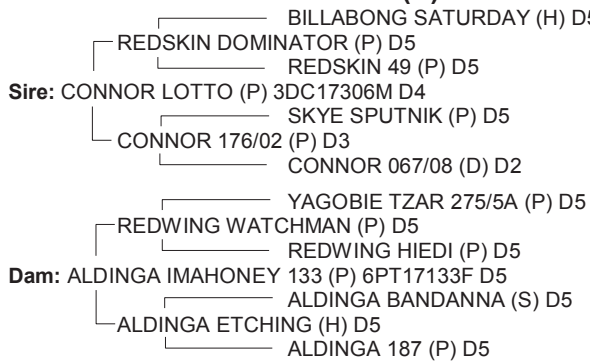 BILLABONG SATURDAY (H) D5
REDSKIN DOMINATOR (P) D5
REDSKIN 49 (P) D5
Sire: CONNOR LOTTO (P) 3DC17306M D4
SKYE SPUTNIK (P) D5
CONNOR 176/02 (P) D3
CONNOR 067/08 (D) D2
YAGOBIE TZAR 275/5A (P) D5
REDWING WATCHMAN (P) D5
REDWING HIEDI (P) D5
Dam: ALDINGA IMAHONEY 133 (P) 6PT17133F D5
ALDINGA BANDANNA (S) D5
ALDINGA ETCHING (H) D5
ALDINGA 187 (P) D5